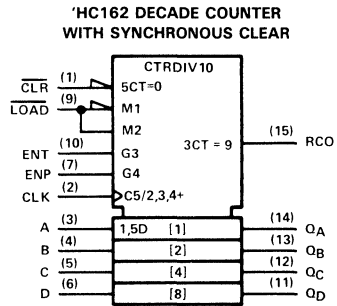 'HC162 DECADE COUNTER
WITH SYNCHRONOUS CLEAR
CTRDIV10
CLR (1) 5CT=0
LOAD (9) M1
M2
3CT = 9 (15) RCO
ENT (10) G3
ENP (7) G4
CLK (2) C5/2,3,4+
A (3) 1,5D [1] (14) QA
B (4) [2] (13) QB
C (5) [4] (12) QC
D (6) [8] (11) QD